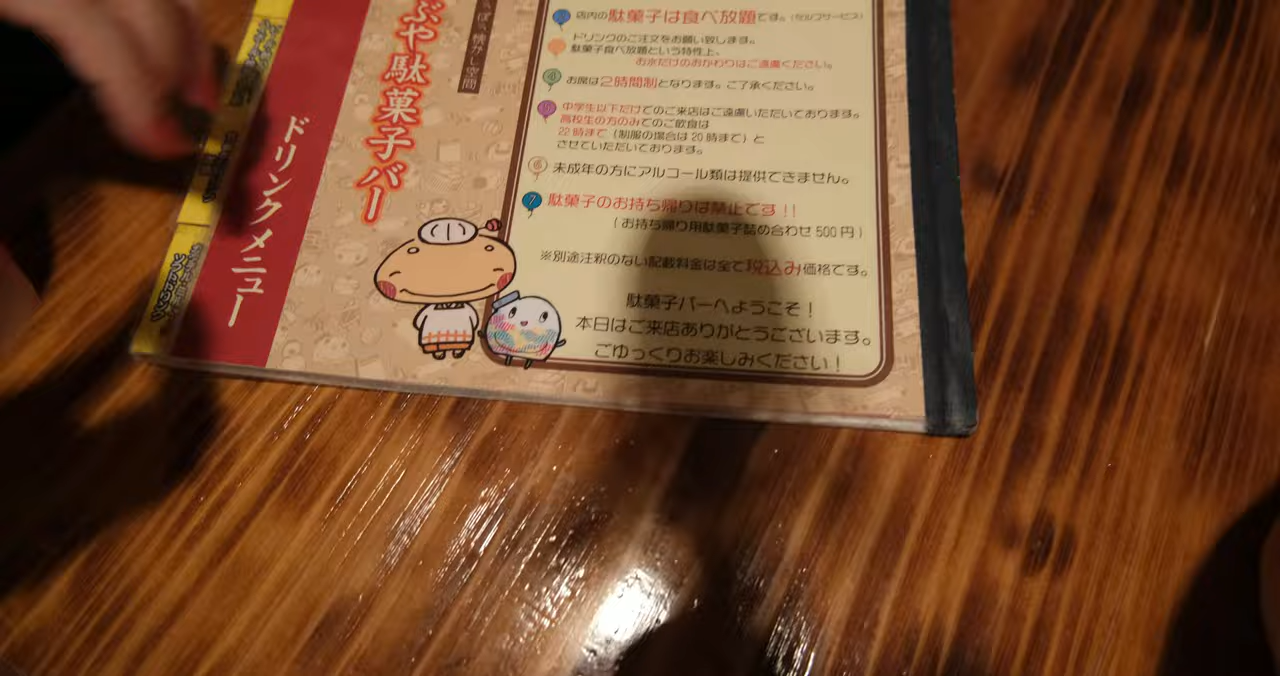 ドリンクメニュー
ぶや駄菓子バー
懐かし空間
店内の駄菓子は食べ放題です。(セルフサービス)
ドリンクのご注文をお願い致します。
駄菓子食べ放題という特性上、
お水だけのおかわりはご遠慮ください。
お席は2時間制となります。ご了承ください。
中学生以下だけでのご来店はご遠慮いただいております。
高校生の方のみでのご飲食は
22時まで(制服の場合は20時まで)と
させていただいております。
未成年の方にアルコール類は提供できません。
7 駄菓子のお持ち帰りは禁止です!!
(お持ち帰り用駄菓子詰め合わせ500円)
※別途注釈のない記載料金は全て税込み価格です。
駄菓子バーへようこそ!
本日はご来店ありがとうございます。
ごゆっくりお楽しみください!